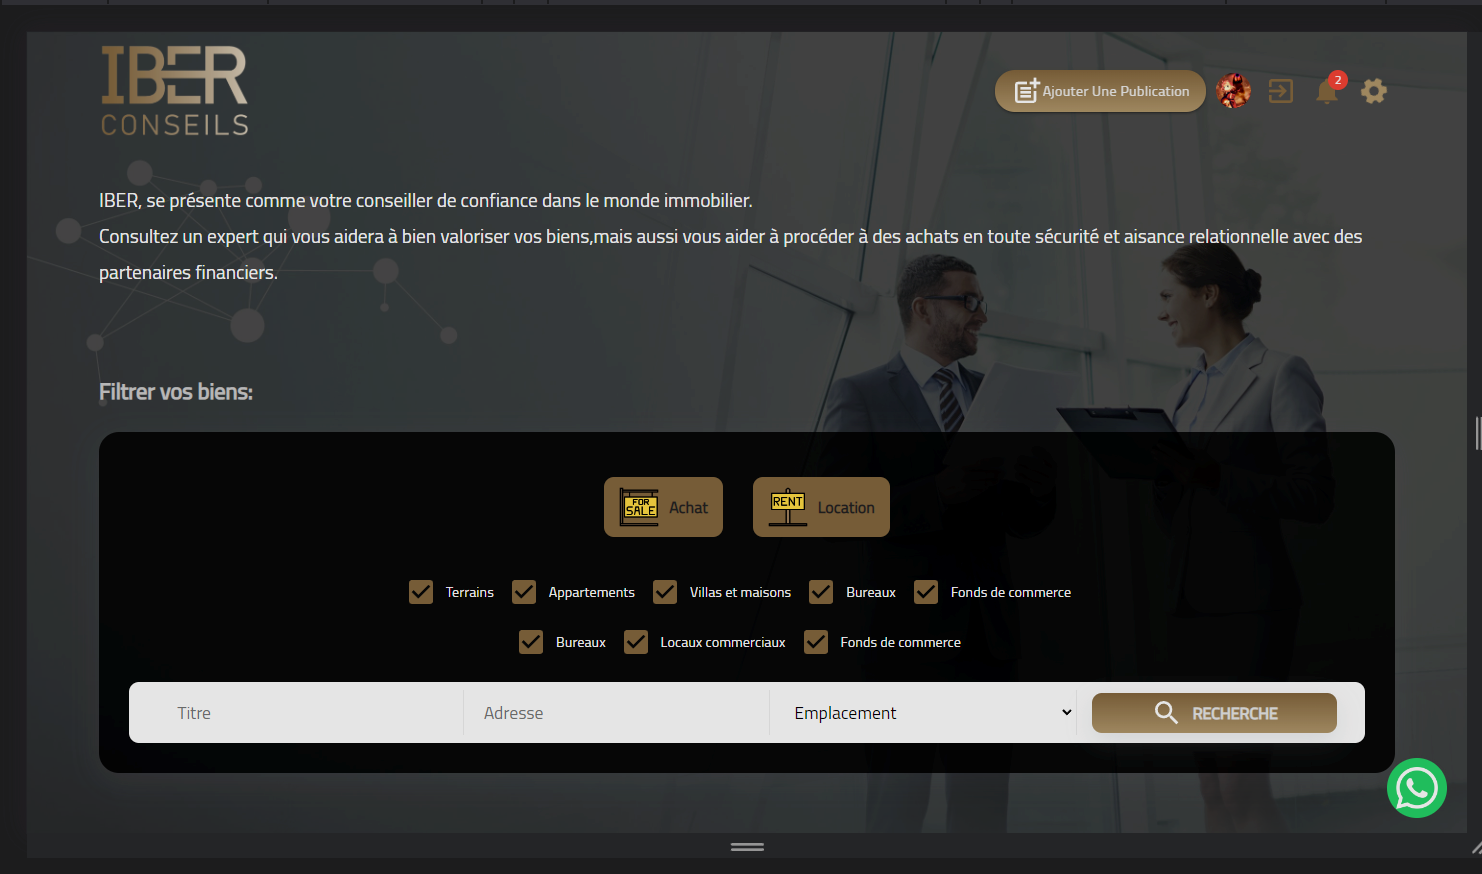 IBER
CONSEILS
Ajouter Une Publication
2
IBER, se présente comme votre conseiller de confiance dans le monde immobilier.
Consultez un expert qui vous aidera à bien valoriser vos biens,mais aussi vous aider à procéder à des achats en toute sécurité et aisance relationnelle avec des
partenaires financiers.
Filtrer vos biens:
FOR SALE Achat RENT Location
Terrains Appartements Villas et maisons Bureaux Fonds de commerce
Bureaux Locaux commerciaux Fonds de commerce
Titre Adresse Emplacement RECHERCHE